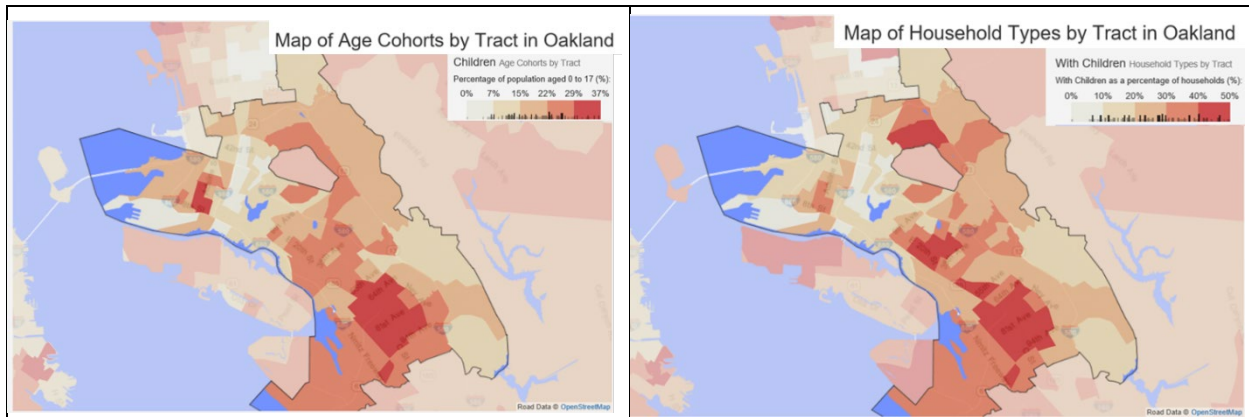 Map of Age Cohorts by Tract in Oakland
Children Age Cohorts by Tract
Percentage of population aged 0 to 17 (%):
0% 7% 15% 22% 29% 37%
Road Data © OpenStreetMap
Map of Household Types by Tract in Oakland
With Children Household Types by Tract
With Children as a percentage of households (%):
0% 10% 20% 30% 40% 50%
Road Data © OpenStreetMap